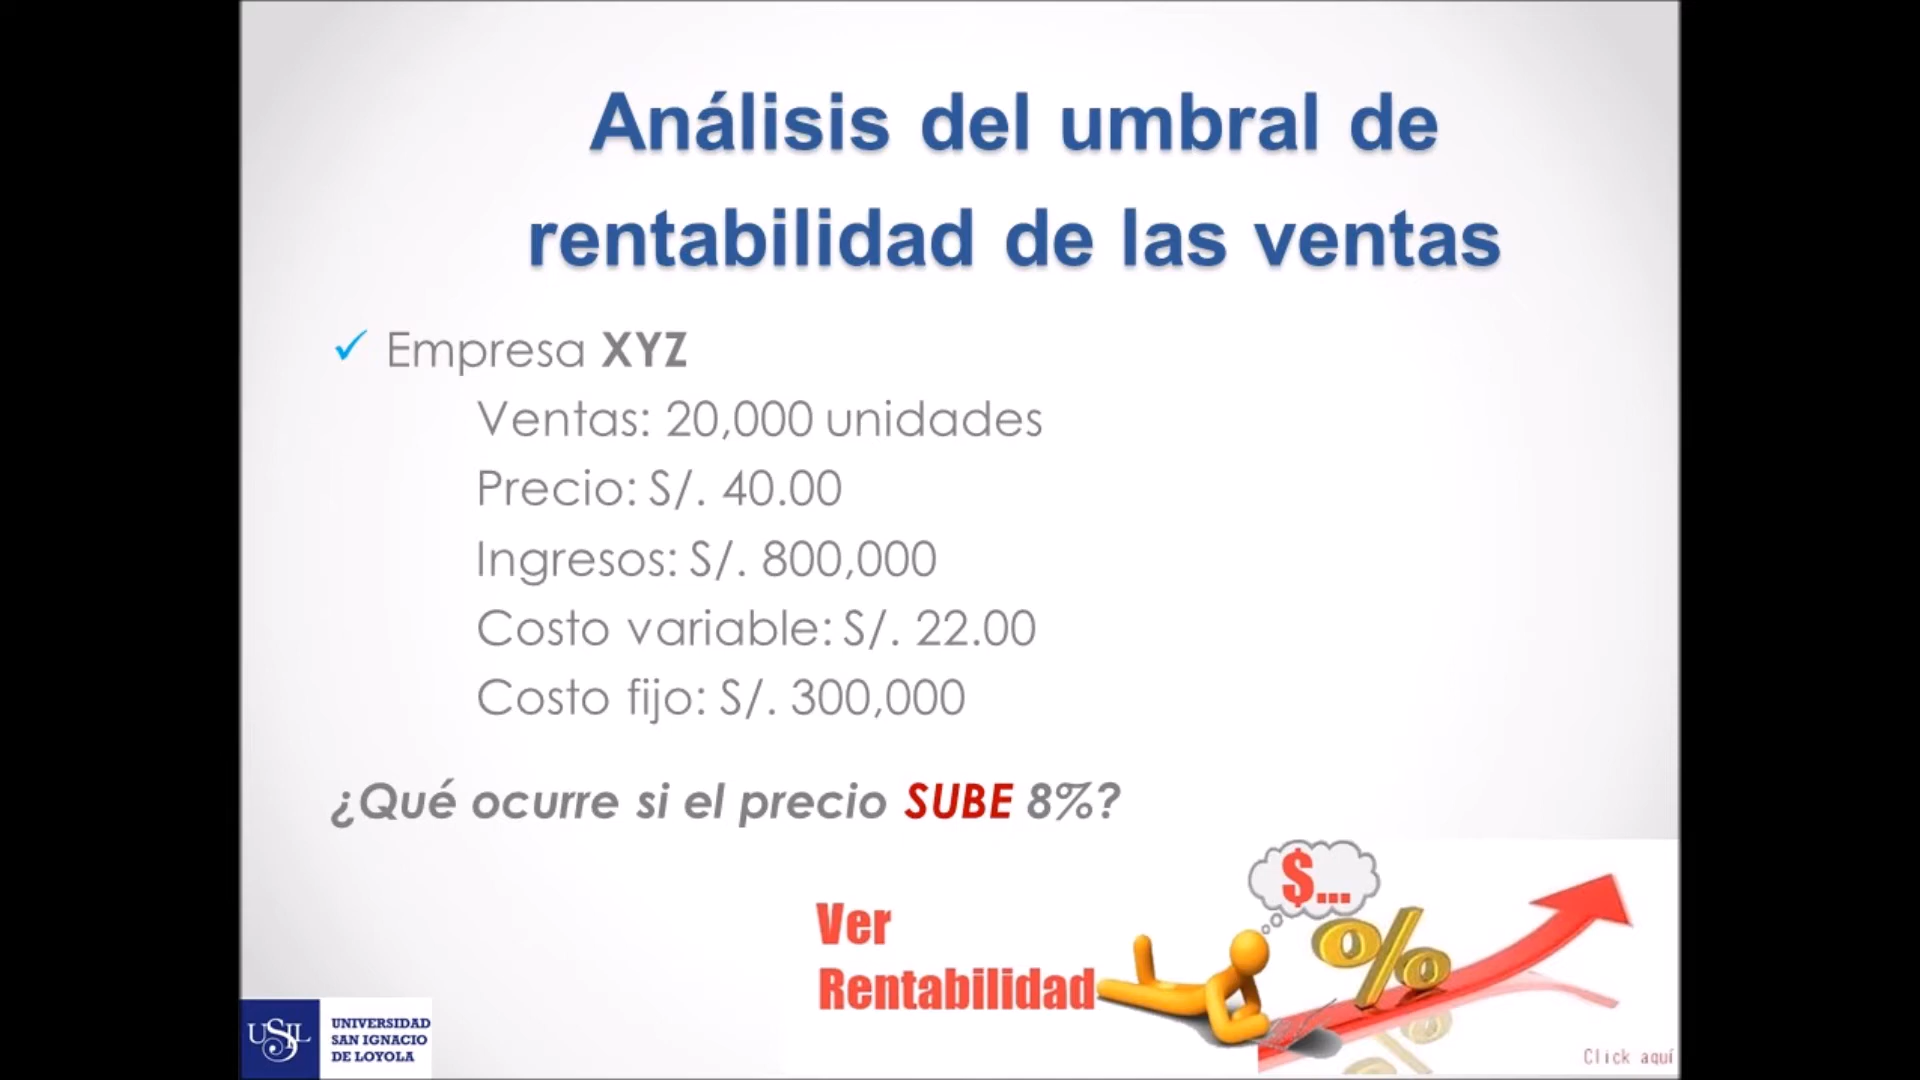 Análisis del umbral de
rentabilidad de las ventas
✓ Empresa XYZ
Ventas: 20,000 unidades
Precio: S/. 40.00
Ingresos: S/. 800,000
Costo variable: S/. 22.00
Costo fijo: S/. 300,000
¿Qué ocurre si el precio SUBE 8%?
$...
%
Ver
Rentabilidad
Click aquí
USIL
UNIVERSIDAD
SAN IGNACIO
DE LOYOLA